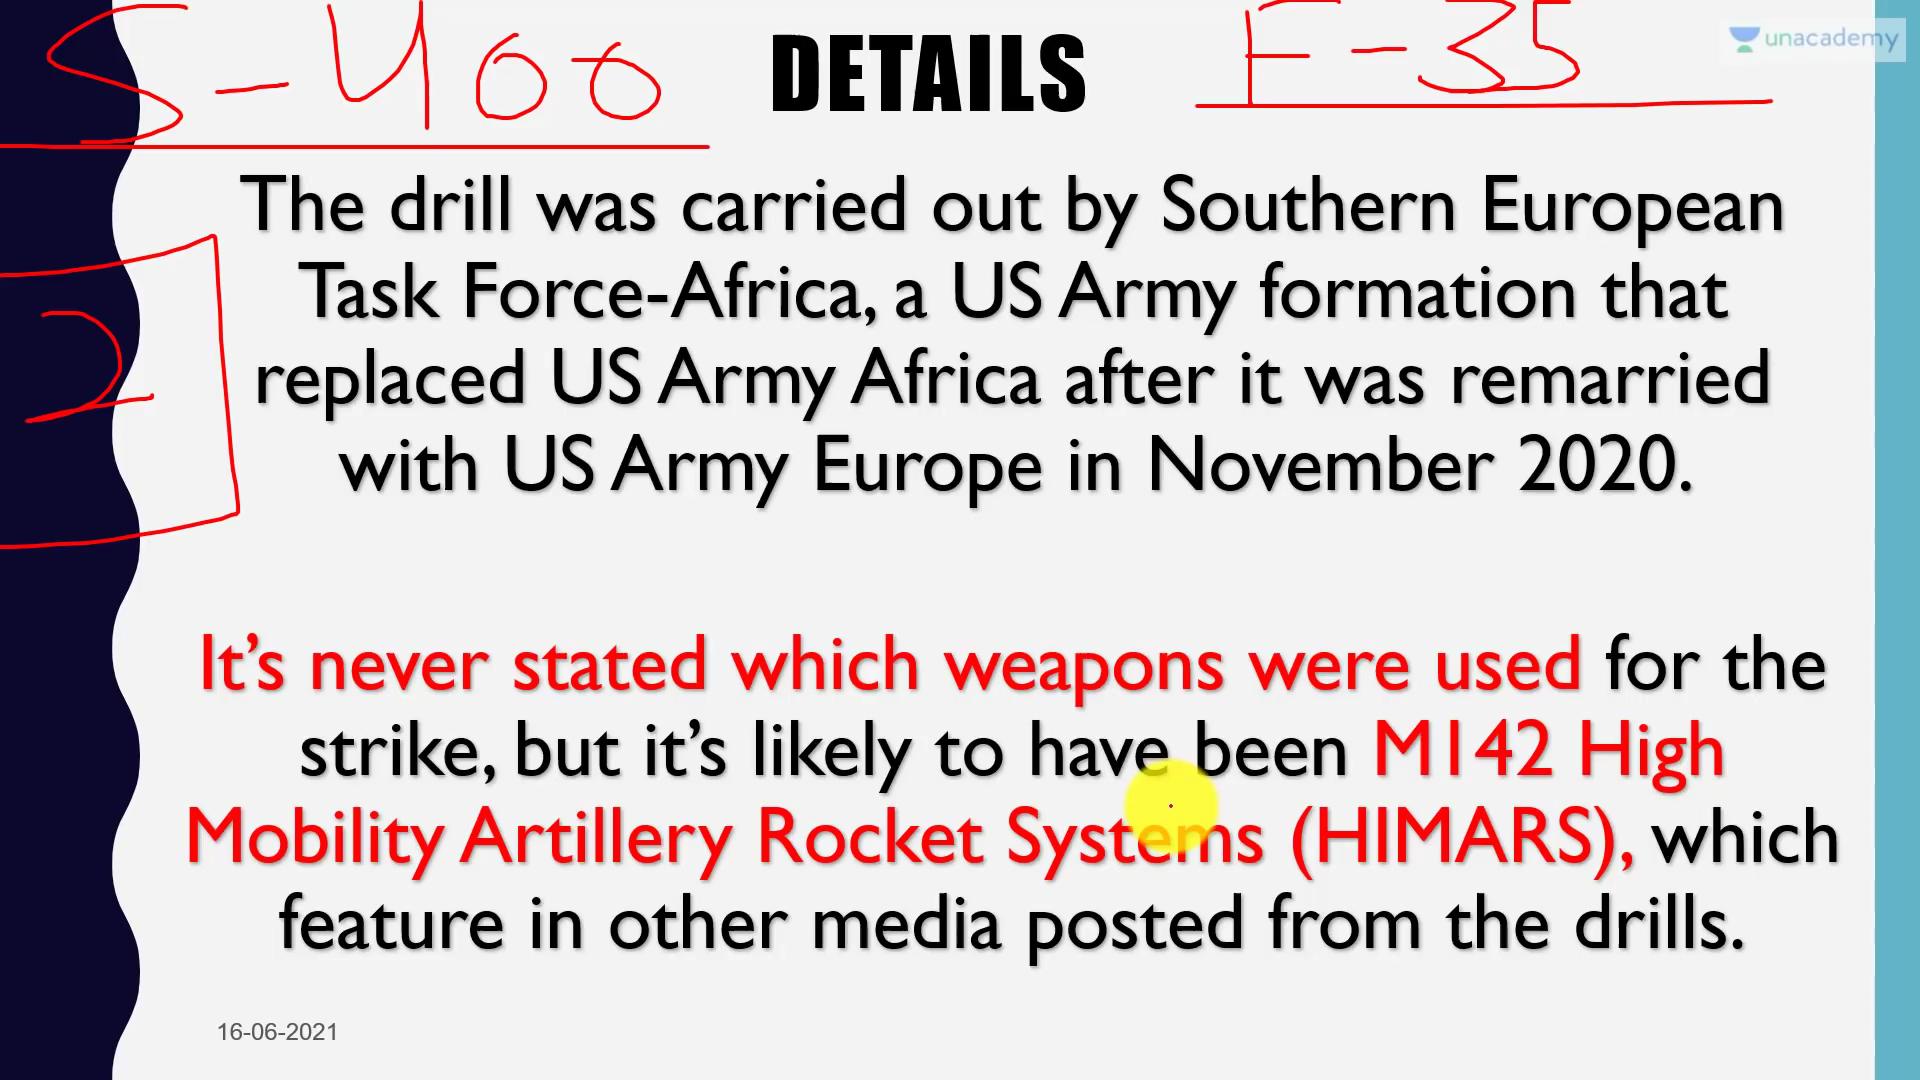 S-400
DETAILS
F-35
unacademy
The drill was carried out by Southern European
Task Force-Africa, a US Army formation that
replaced US Army Africa after it was remarried
with US Army Europe in November 2020.
2
It’s never stated which weapons were used for the
strike, but it’s likely to have been M142 High
Mobility Artillery Rocket Systems (HIMARS), which
feature in other media posted from the drills.
16-06-2021